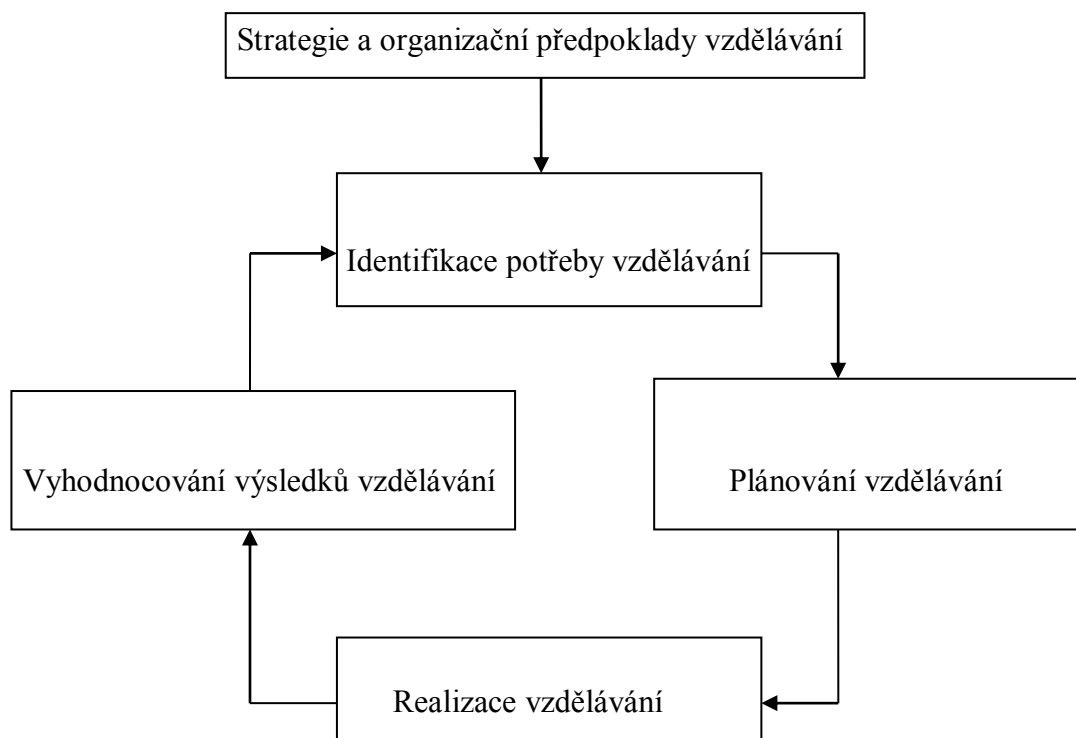 Strategie a organizační předpoklady vzdělávání
Identifikace potřeby vzdělávání
Vyhodnocování výsledků vzdělávání
Plánování vzdělávání
Realizace vzdělávání